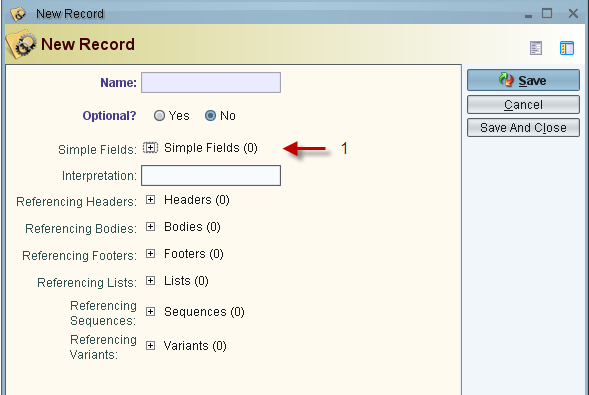 New Record
New Record
Name:
Optional? Yes No
Simple Fields: Simple Fields (0) 1
Interpretation:
Referencing Headers: Headers (0)
Referencing Bodies: Bodies (0)
Referencing Footers: Footers (0)
Referencing Lists: Lists (0)
Referencing
Sequences: Sequences (0)
Referencing
Variants: Variants (0)
Save
Cancel
Save And Close